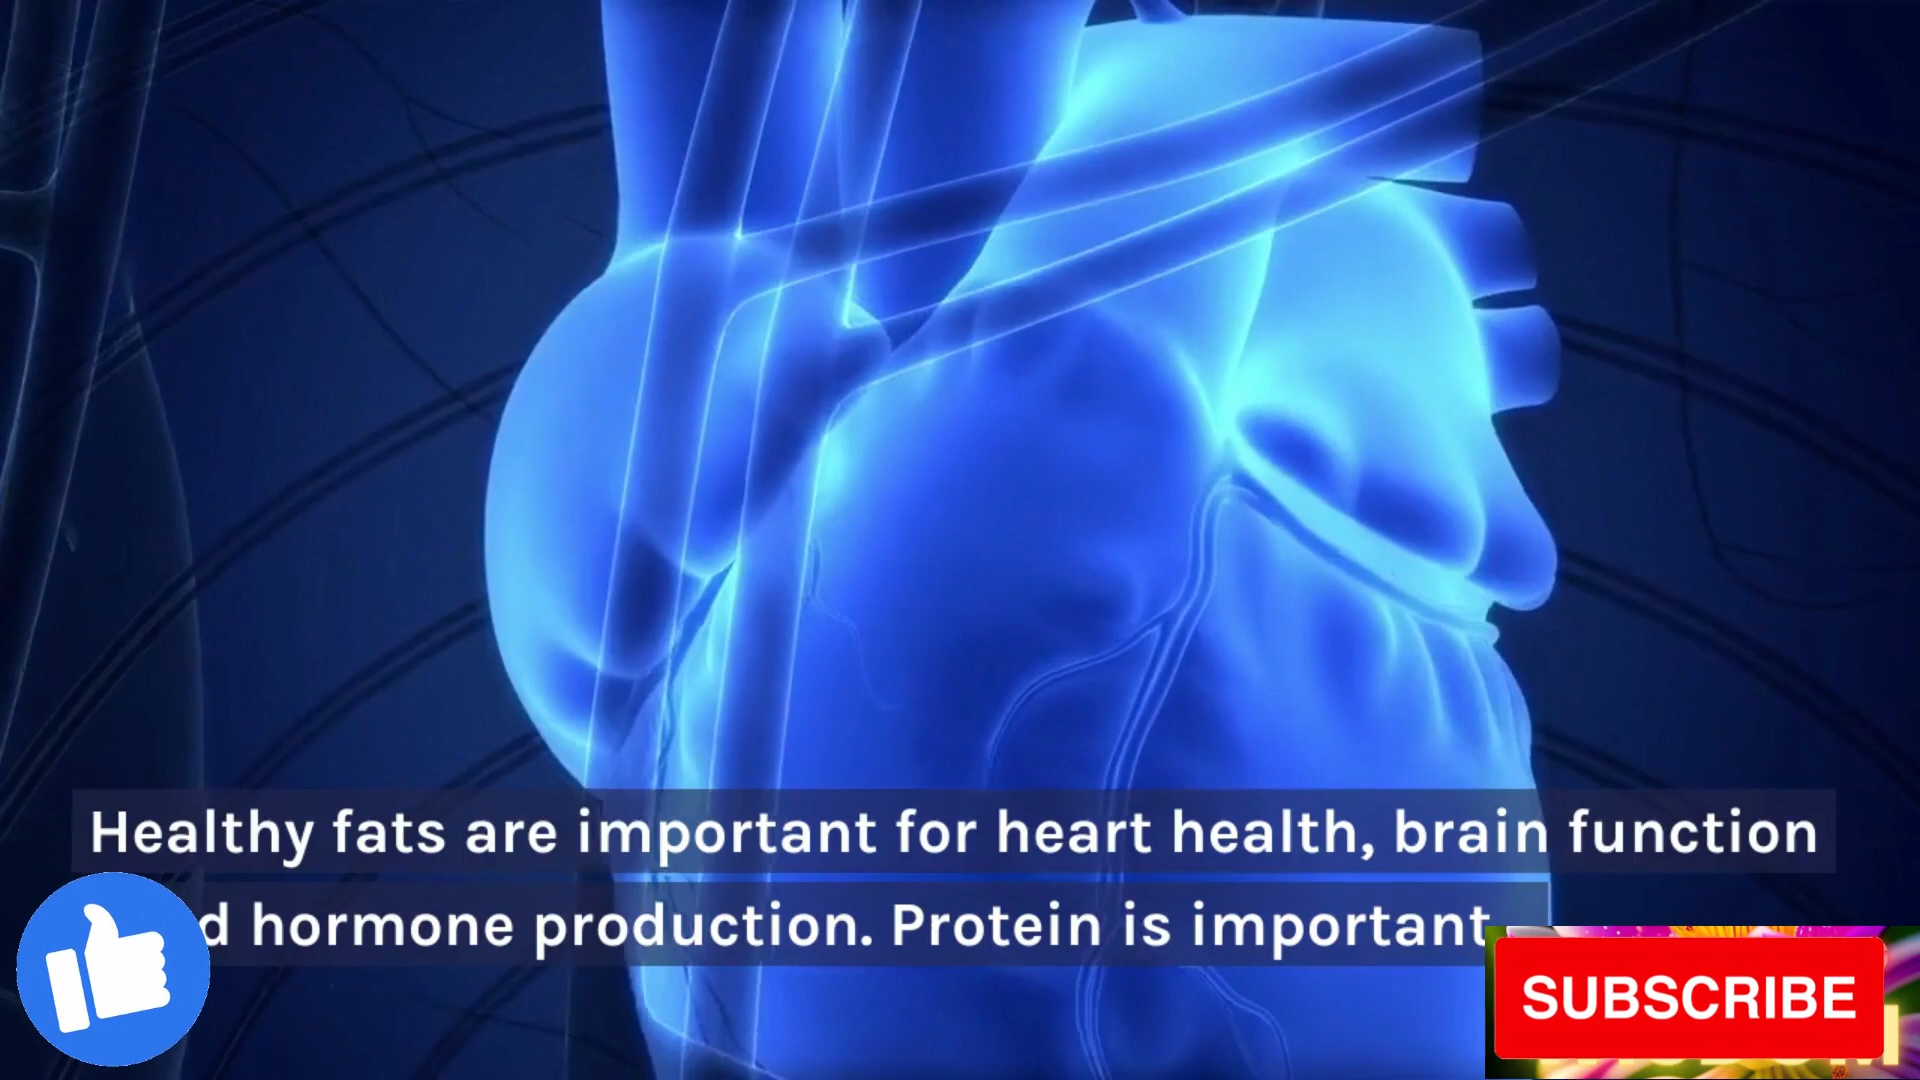 Healthy fats are important for heart health, brain function
d hormone production. Protein is important
SUBSCRIBE